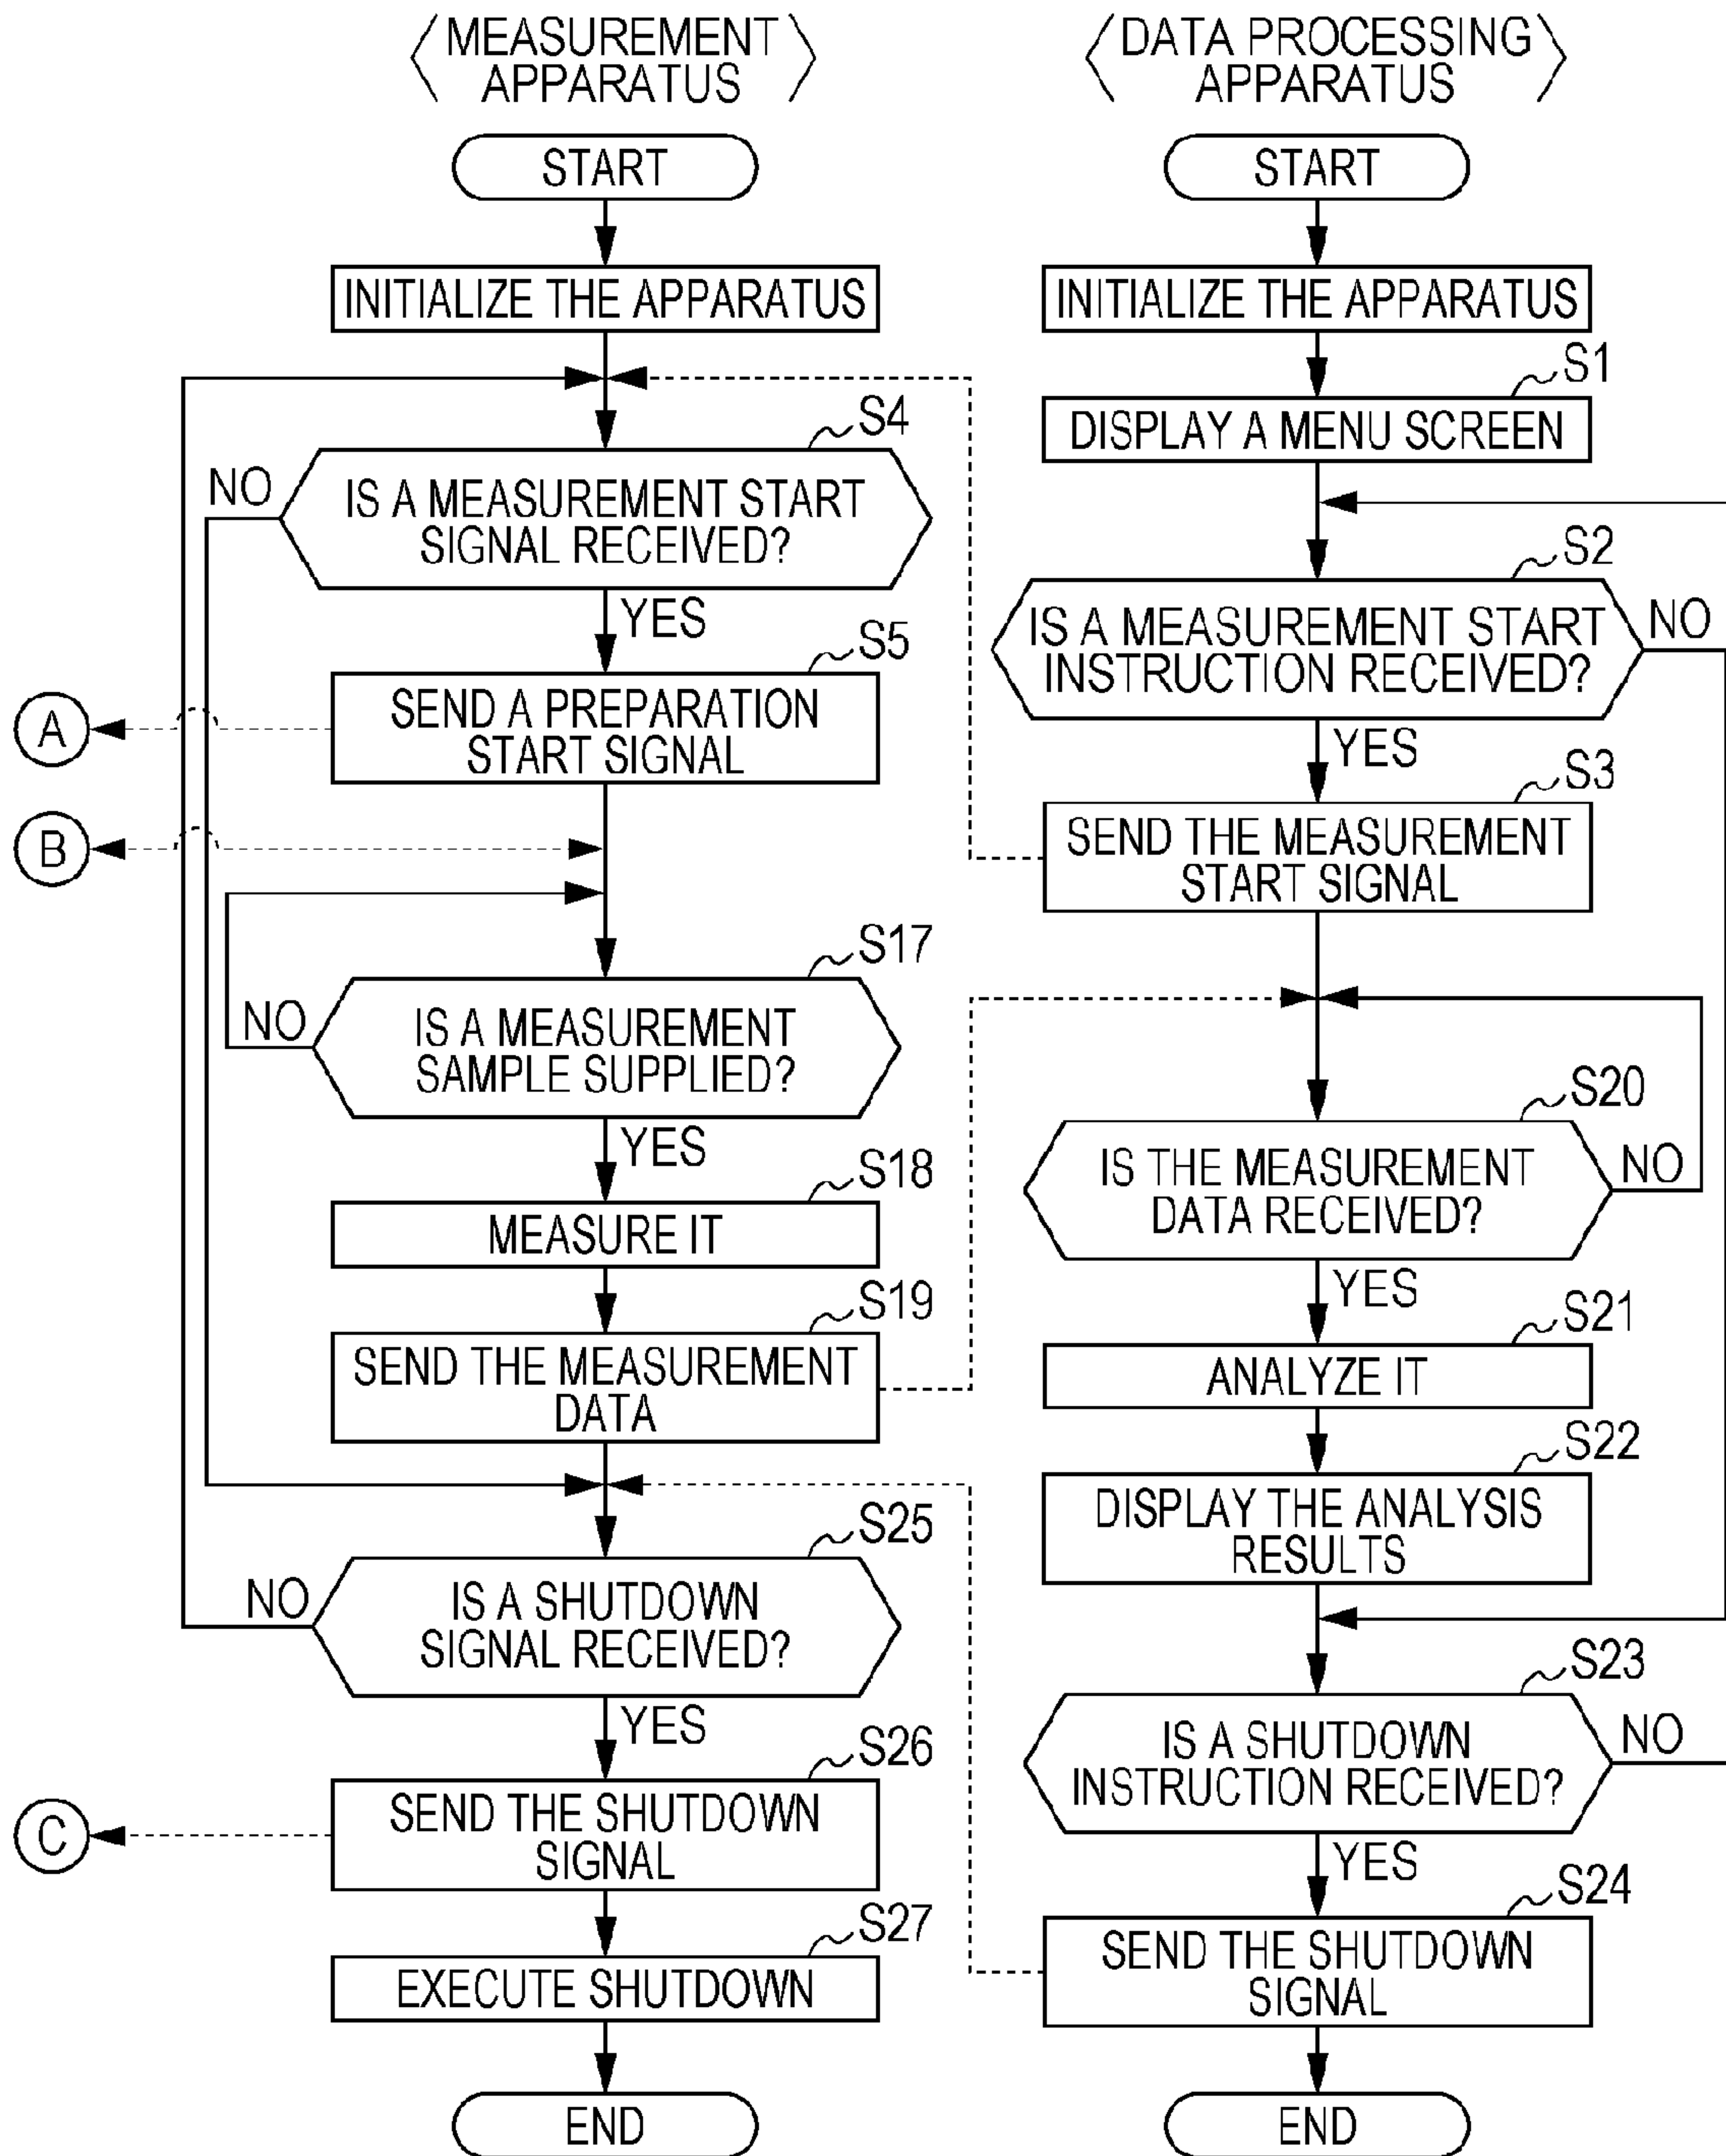 MEASUREMENT
APPARATUS
START
INITIALIZE THE APPARATUS
S4
NO
IS A MEASUREMENT START
SIGNAL RECEIVED?
YES
S5
SEND A PREPARATION
START SIGNAL
A
B
S17
NO
IS A MEASUREMENT
SAMPLE SUPPLIED?
YES
S18
MEASURE IT
S19
SEND THE MEASUREMENT
DATA
S25
NO
IS A SHUTDOWN
SIGNAL RECEIVED?
YES
S26
SEND THE SHUTDOWN
SIGNAL
C
S27
EXECUTE SHUTDOWN
END
DATA PROCESSING
APPARATUS
START
INITIALIZE THE APPARATUS
S1
DISPLAY A MENU SCREEN
S2
IS A MEASUREMENT START
INSTRUCTION RECEIVED?
NO
YES
S3
SEND THE MEASUREMENT
START SIGNAL
S20
IS THE MEASUREMENT
DATA RECEIVED?
NO
YES
S21
ANALYZE IT
S22
DISPLAY THE ANALYSIS
RESULTS
S23
IS A SHUTDOWN
INSTRUCTION RECEIVED?
NO
YES
S24
SEND THE SHUTDOWN
SIGNAL
END